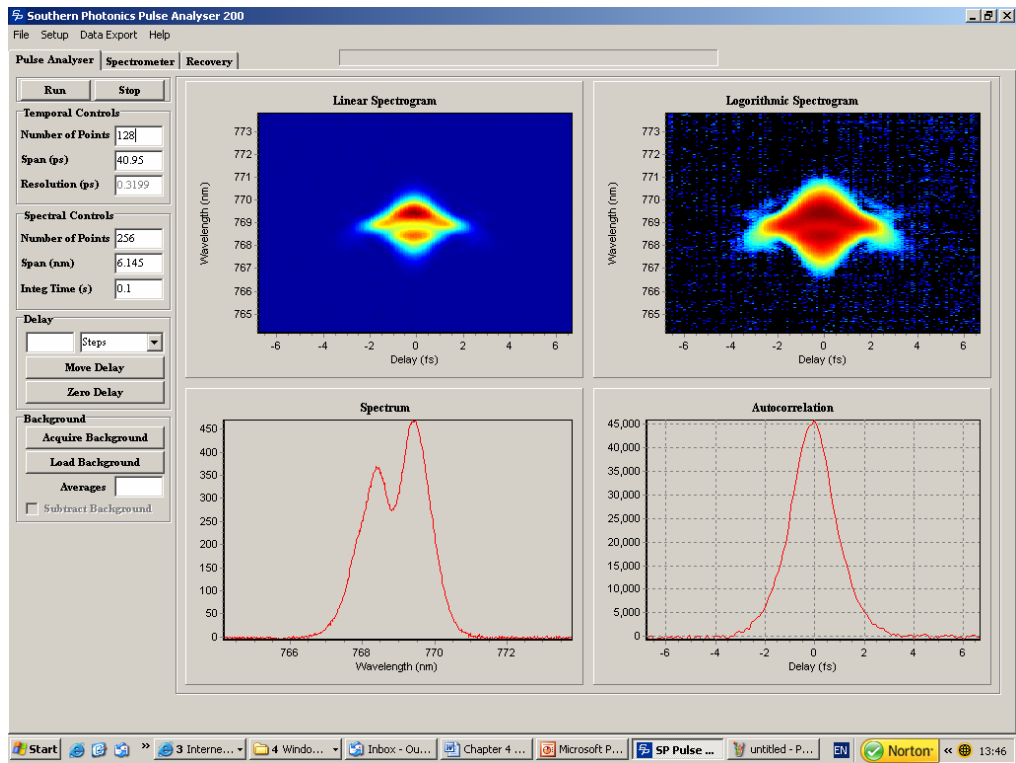 Southern Photonics Pulse Analyser 200
File Setup Data Export Help
Pulse Analyser Spectrometer Recovery
Run Stop
Temporal Controls
Number of Points 128
Span (ps) 40.95
Resolution (ps) 0.3199
Spectral Controls
Number of Points 256
Span (nm) 6.145
Integ Time (s) 0.1
Delay
Steps
Move Delay
Zero Delay
Background
Acquire Background
Load Background
Averages
Subtract Background
Linear Spectrogram
773
772
771
770
769
768
767
766
765
Wavelength (nm)
-6 -4 -2 0 2 4 6
Delay (fs)
Logorithmic Spectrogram
773
772
771
770
769
768
767
766
765
Wavelength (nm)
-6 -4 -2 0 2 4 6
Delay (fs)
Spectrum
450
400
350
300
250
200
150
100
50
0
766 768 770 772
Wavelength (nm)
Autocorrelation
45,000
40,000
35,000
30,000
25,000
20,000
15,000
10,000
5,000
0
-6 -4 -2 0 2 4 6
Delay (fs)
Start » 3 Interne... 4 Windo... Inbox - Ou... Chapter 4 ... Microsoft P... SP Pulse ... untitled - P... EN Norton « 13:46